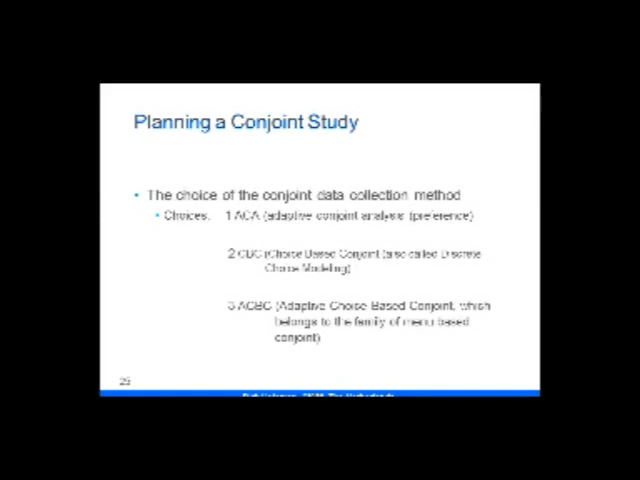 Planning a Conjoint Study
• The choice of the conjoint data collection method
• Choices: 1 ACA (adaptive conjoint analysis (preference)
2 CBC (Choice Based Conjoint (also called Discrete
Choice Modeling)
3 ACBC (Adaptive Choice Based Conjoint, which
belongs to the family of menu based
conjoint)
25
The Netherlands